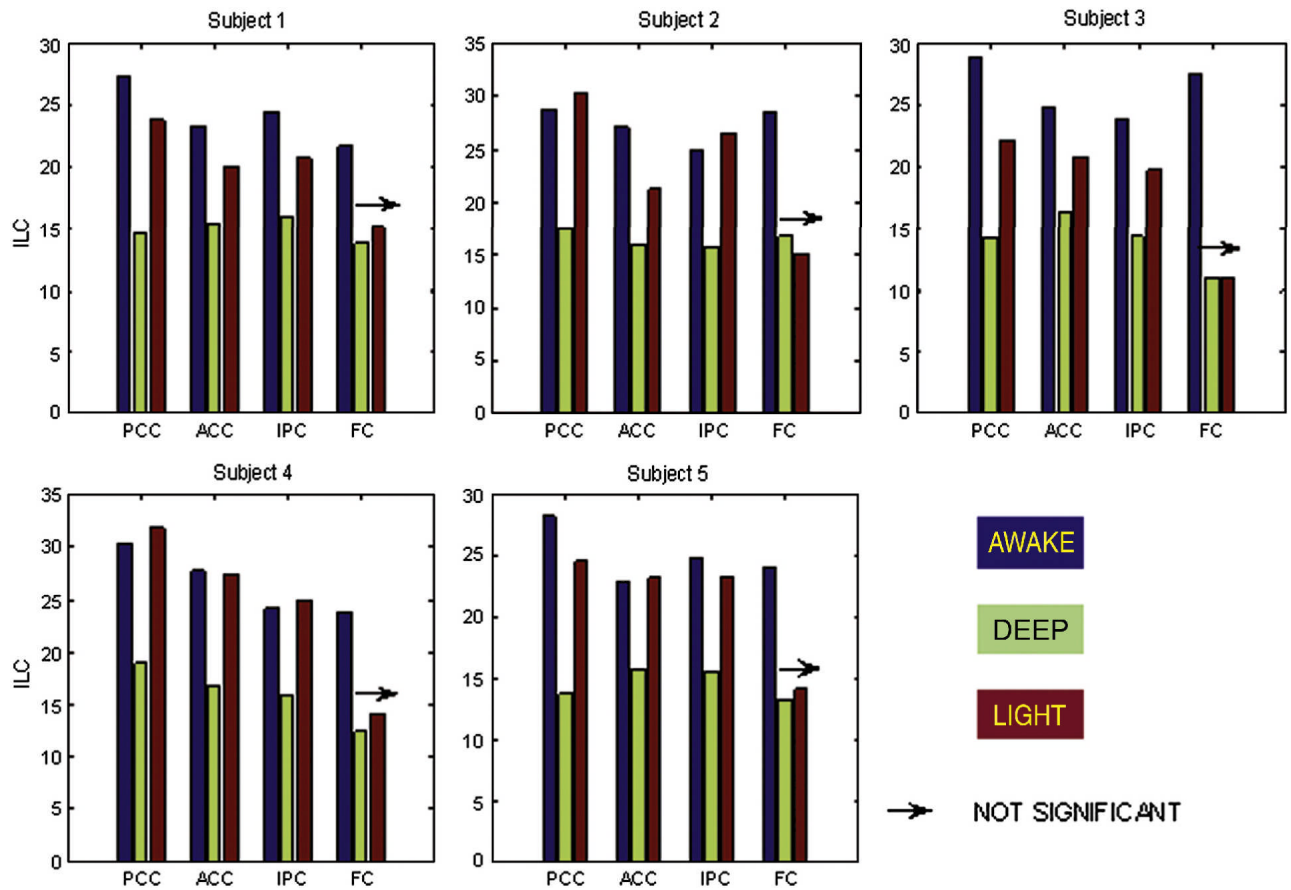 Subject 1
30
25
20
15
10
5
0
ILC
PCC ACC IPC FC
Subject 2
35
30
25
20
15
10
5
0
PCC ACC IPC FC
Subject 3
30
25
20
15
10
5
0
PCC ACC IPC FC
Subject 4
35
30
25
20
15
10
5
0
ILC
PCC ACC IPC FC
Subject 5
30
25
20
15
10
5
0
PCC ACC IPC FC
AWAKE
DEEP
LIGHT
NOT SIGNIFICANT